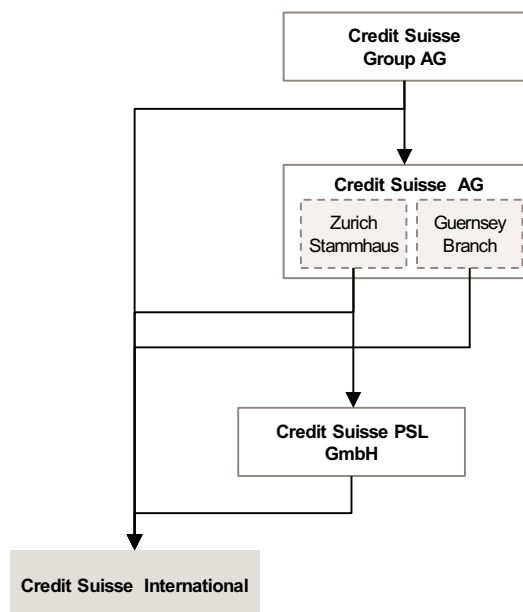 Credit Suisse
Group AG
Credit Suisse AG
Zurich
Stammhaus
Guernsey
Branch
Credit Suisse PSL
GmbH
Credit Suisse International